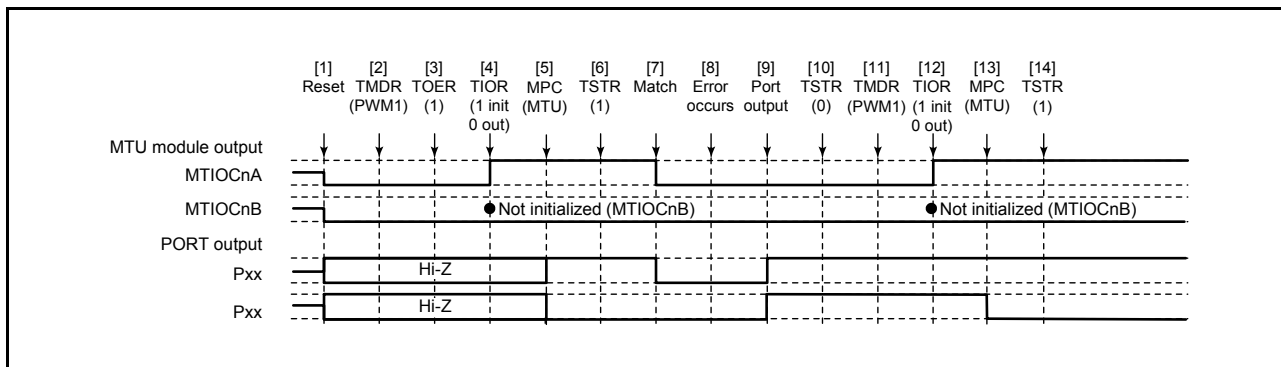 [1] [2] [3] [4] [5] [6] [7] [8] [9] [10] [11] [12] [13] [14]
Reset TMDR TOER TIOR MPC TSTR Match Error Port TSTR TMDR TIOR MPC TSTR
(PWM1) (1) (1 init (MTU) (1) occurs output (0) (PWM1) (1 init (MTU) (1)
0 out) 0 out)
MTU module output
MTIOCnA
MTIOCnB Not initialized (MTIOCnB) Not initialized (MTIOCnB)
PORT output
Pxx Hi-Z
Pxx Hi-Z